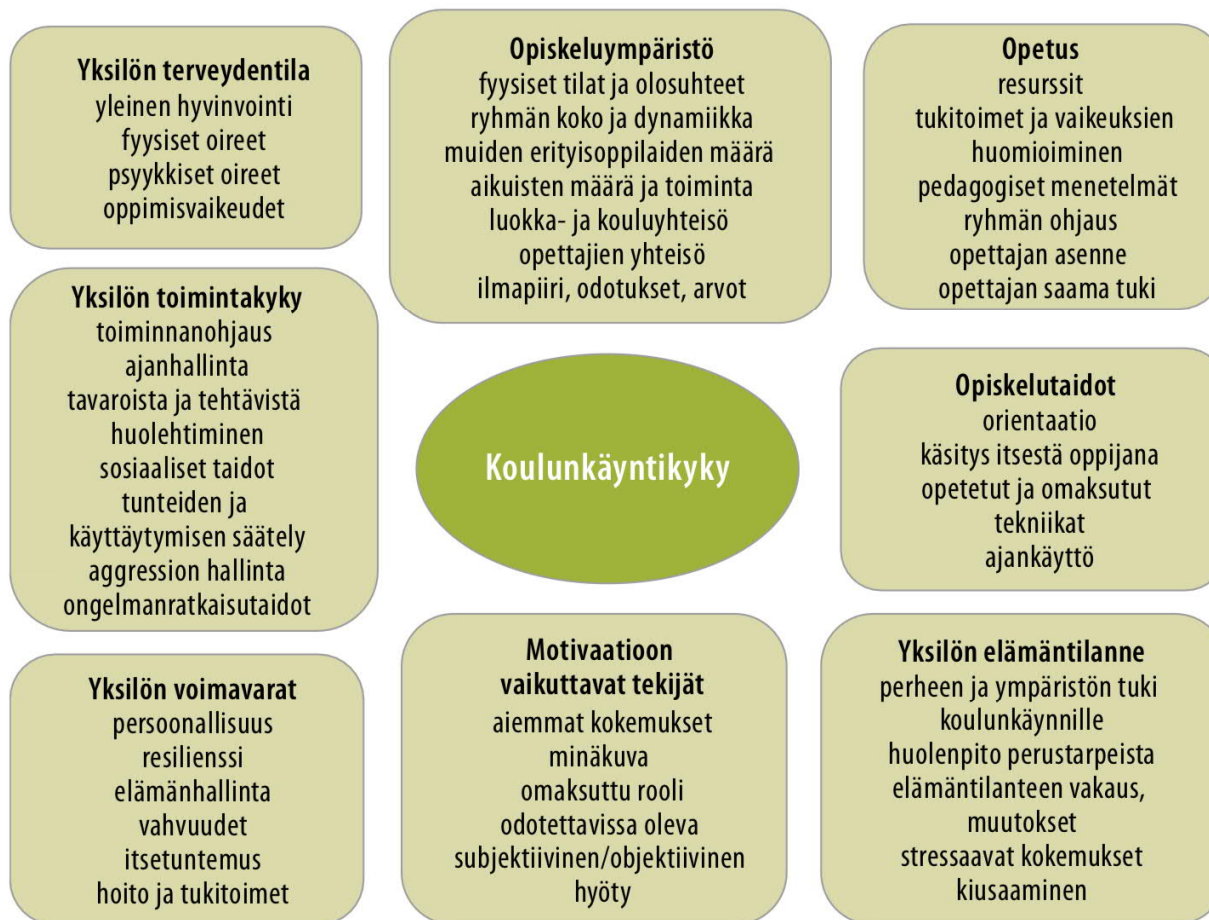 Yksilön terveydentila
yleinen hyvinvointi
fyysiset oireet
psyykkiset oireet
oppimisvaikeudet
Opiskeluympäristö
fyysiset tilat ja olosuhteet
ryhmän koko ja dynamiikka
muiden erityisoppilaiden määrä
aikuisten määrä ja toiminta
luokka- ja kouluyhteisö
opettajien yhteisö
ilmapiiri, odotukset, arvot
Opetus
resurssit
tukitoimet ja vaikeuksien
huomioiminen
pedagogiset menetelmät
ryhmän ohjaus
opettajan asenne
opettajan saama tuki
Yksilön toimintakyky
toiminnanohjaus
ajanhallinta
tavaroista ja tehtävistä
huolehtiminen
sosiaaliset taidot
tunteiden ja
käyttäytymisen säätely
aggression hallinta
ongelmanratkaisutaidot
Koulunkäyntikyky
Opiskelutaidot
orientaatio
käsitys itsestä oppijana
opetetut ja omaksutut
tekniikat
ajankäyttö
Yksilön voimavarat
persoonallisuus
resilienssi
elämänhallinta
vahvuudet
itsetuntemus
hoito ja tukitoimet
Motivaatioon
vaikuttavat tekijät
aiemmat kokemukset
minäkuva
omaksuttu rooli
odotettavissa oleva
subjektiivinen/objektiivinen
hyöty
Yksilön elämäntilanne
perheen ja ympäristön tuki
koulunkäynnille
huolenpito perustarpeista
elämäntilanteen vakaus,
muutokset
stressaavat kokemukset
kiusaaminen